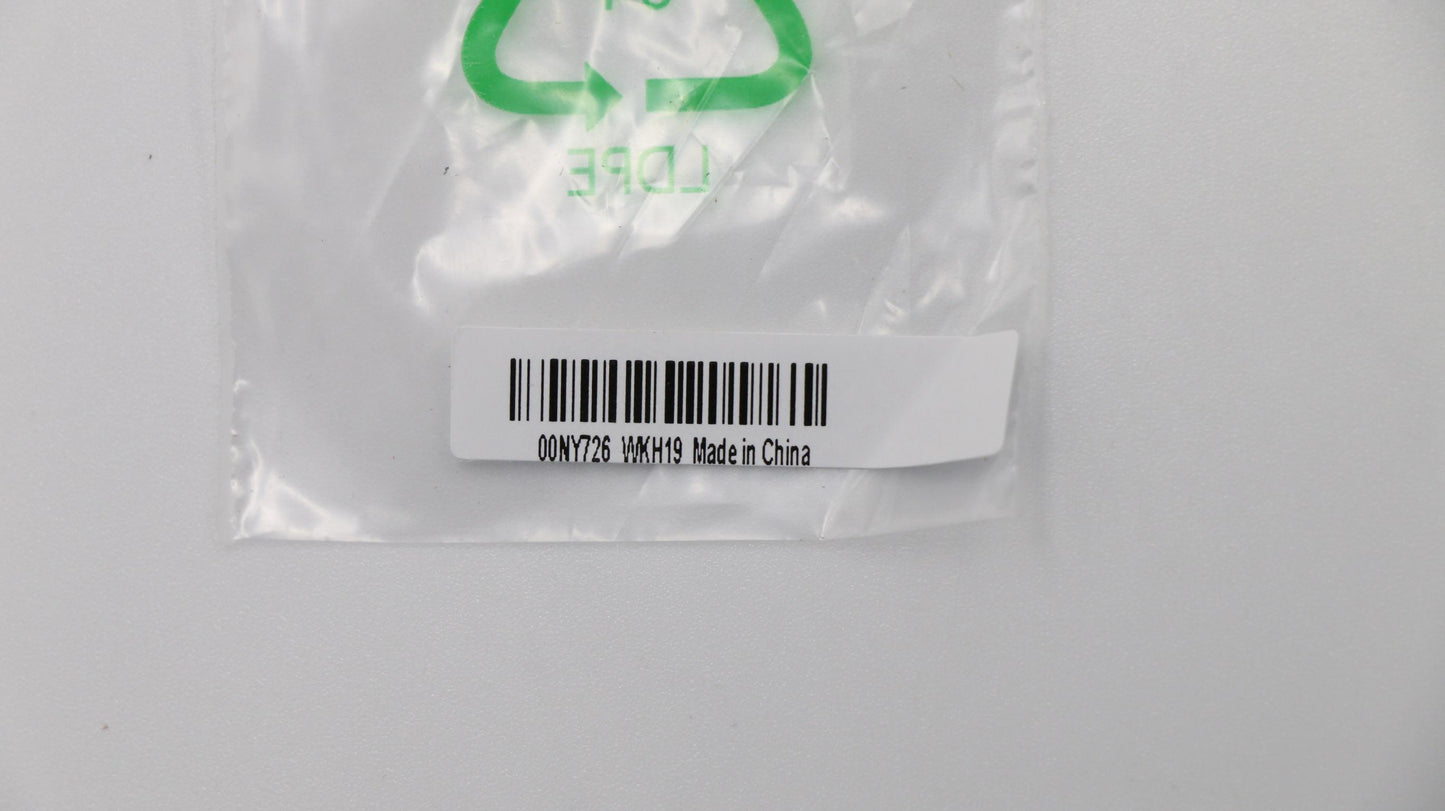 LDPE
00NY726 WKH19 Made in China